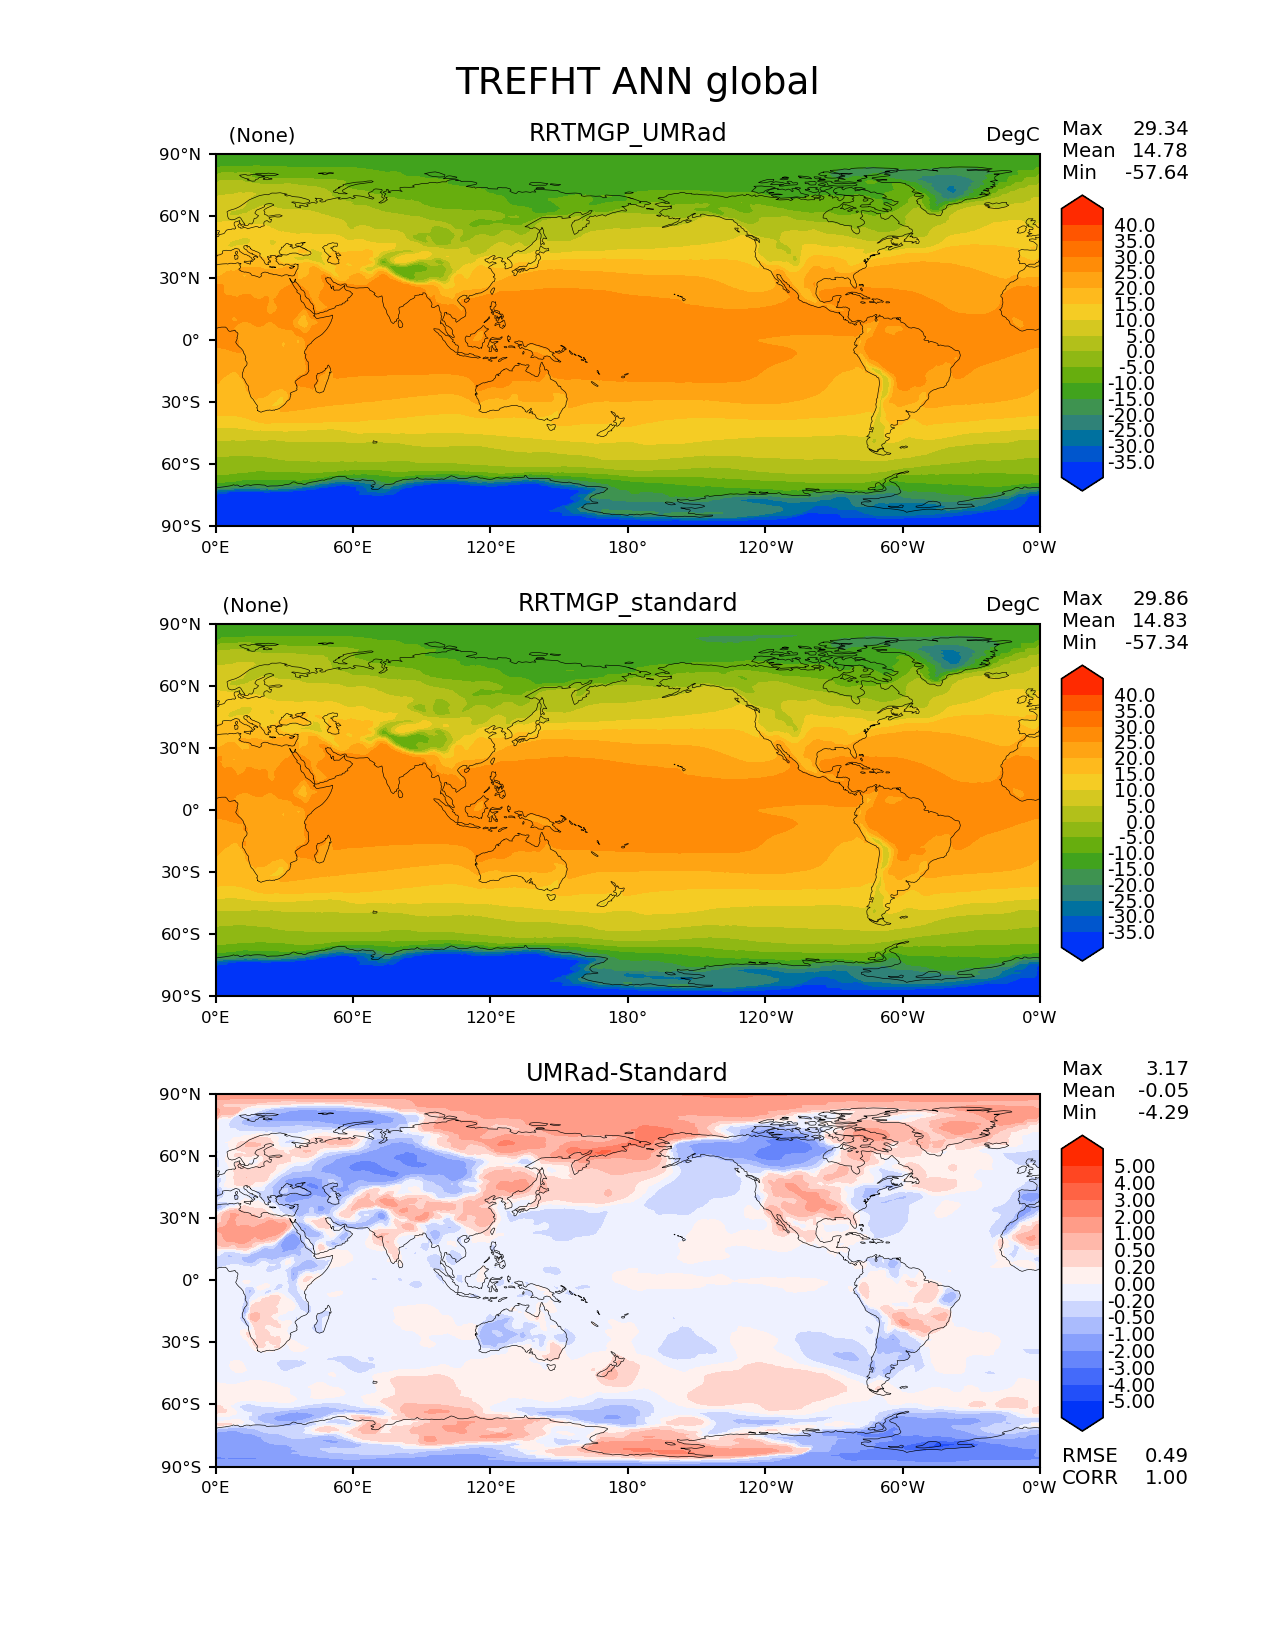 TREFHT ANN global
(None) RRTMGP_UMRad DegC
Max 29.34
Mean 14.78
Min -57.64
90°N
60°N
30°N
0°
30°S
60°S
90°S
0°E 60°E 120°E 180° 120°W 60°W 0°W
40.0
35.0
30.0
25.0
20.0
15.0
10.0
5.0
0.0
-5.0
-10.0
-15.0
-20.0
-25.0
-30.0
-35.0
(None) RRTMGP_standard DegC
Max 29.86
Mean 14.83
Min -57.34
90°N
60°N
30°N
0°
30°S
60°S
90°S
0°E 60°E 120°E 180° 120°W 60°W 0°W
40.0
35.0
30.0
25.0
20.0
15.0
10.0
5.0
0.0
-5.0
-10.0
-15.0
-20.0
-25.0
-30.0
-35.0
UMRad-Standard
Max 3.17
Mean -0.05
Min -4.29
90°N
60°N
30°N
0°
30°S
60°S
90°S
0°E 60°E 120°E 180° 120°W 60°W 0°W
5.00
4.00
3.00
2.00
1.00
0.50
0.20
0.00
-0.20
-0.50
-1.00
-2.00
-3.00
-4.00
-5.00
RMSE 0.49
CORR 1.00